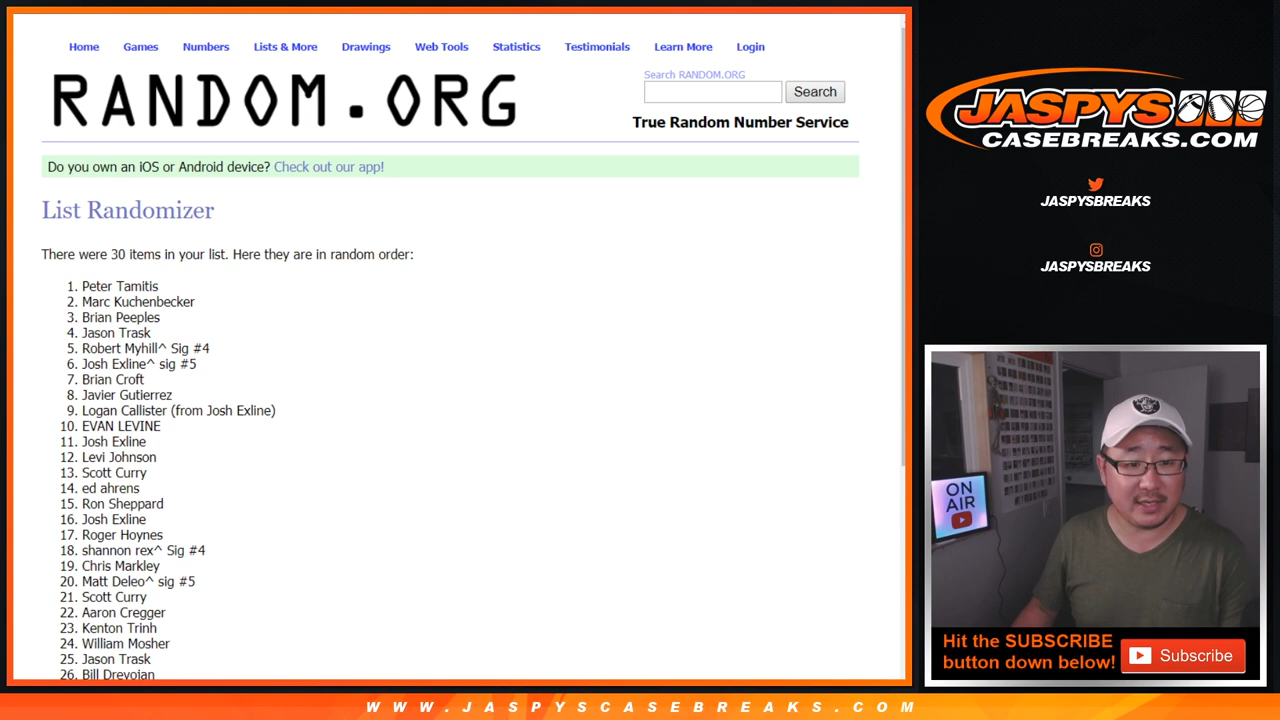 Home Games Numbers Lists & More Drawings Web Tools Statistics Testimonials Learn More Login
RANDOM.ORG
Search RANDOM.ORG
Search
True Random Number Service
Do you own an iOS or Android device? Check out our app!
List Randomizer
There were 30 items in your list. Here they are in random order:
1. Peter Tamitis
2. Marc Kuchenbecker
3. Brian Peeples
4. Jason Trask
5. Robert Myhill^ Sig #4
6. Josh Exline^ sig #5
7. Brian Croft
8. Javier Gutierrez
9. Logan Callister (from Josh Exline)
10. EVAN LEVINE
11. Josh Exline
12. Levi Johnson
13. Scott Curry
14. ed ahrens
15. Ron Sheppard
16. Josh Exline
17. Roger Hoynes
18. shannon rex^ Sig #4
19. Chris Markley
20. Matt Deleo^ sig #5
21. Scott Curry
22. Aaron Cregger
23. Kenton Trinh
24. William Mosher
25. Jason Trask
26. Bill Drevoian
JASPYS
CASEBREAKS.COM
JASPYSBREAKS
JASPYSBREAKS
ON
AIR
Hit the SUBSCRIBE
button down below!
Subscribe
WWW.JASPYSCASEBREAKS.COM